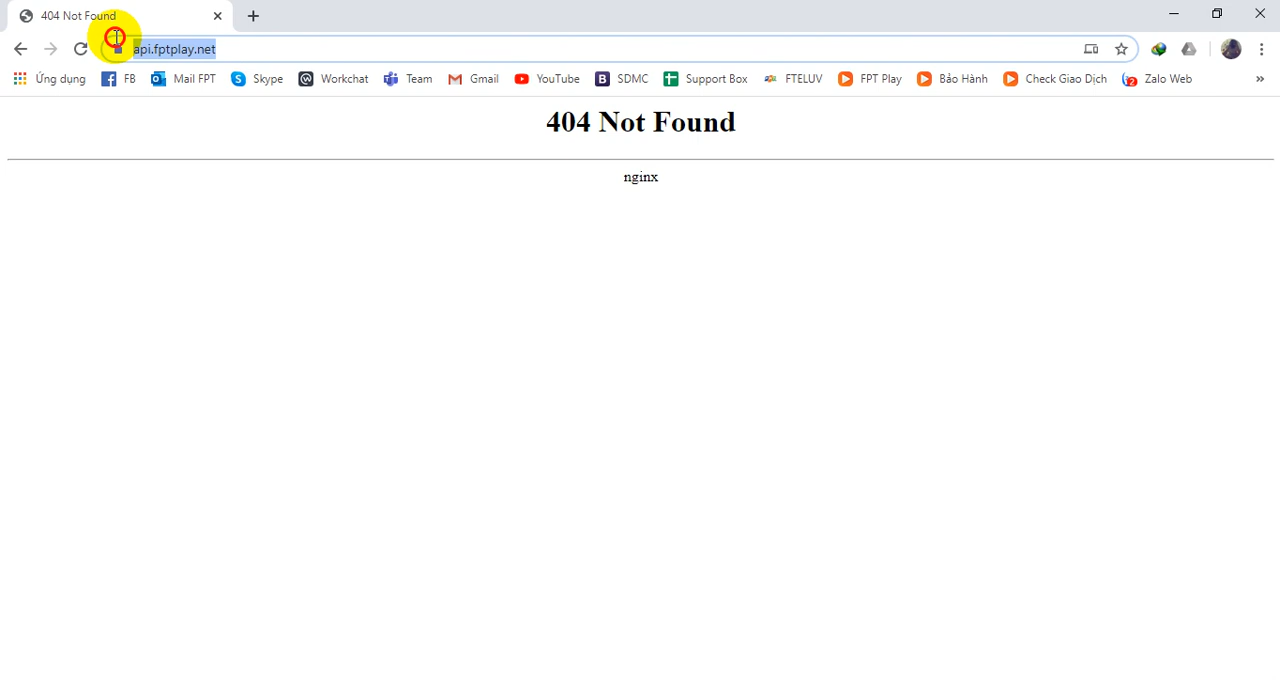 404 Not Found
api.fptplay.net
Ứng dụng FB Mail FPT Skype Workchat Team Gmail YouTube SDMC Support Box FTELUV FPT Play Bảo Hành Check Giao Dịch 2 Zalo Web »
404 Not Found
nginx